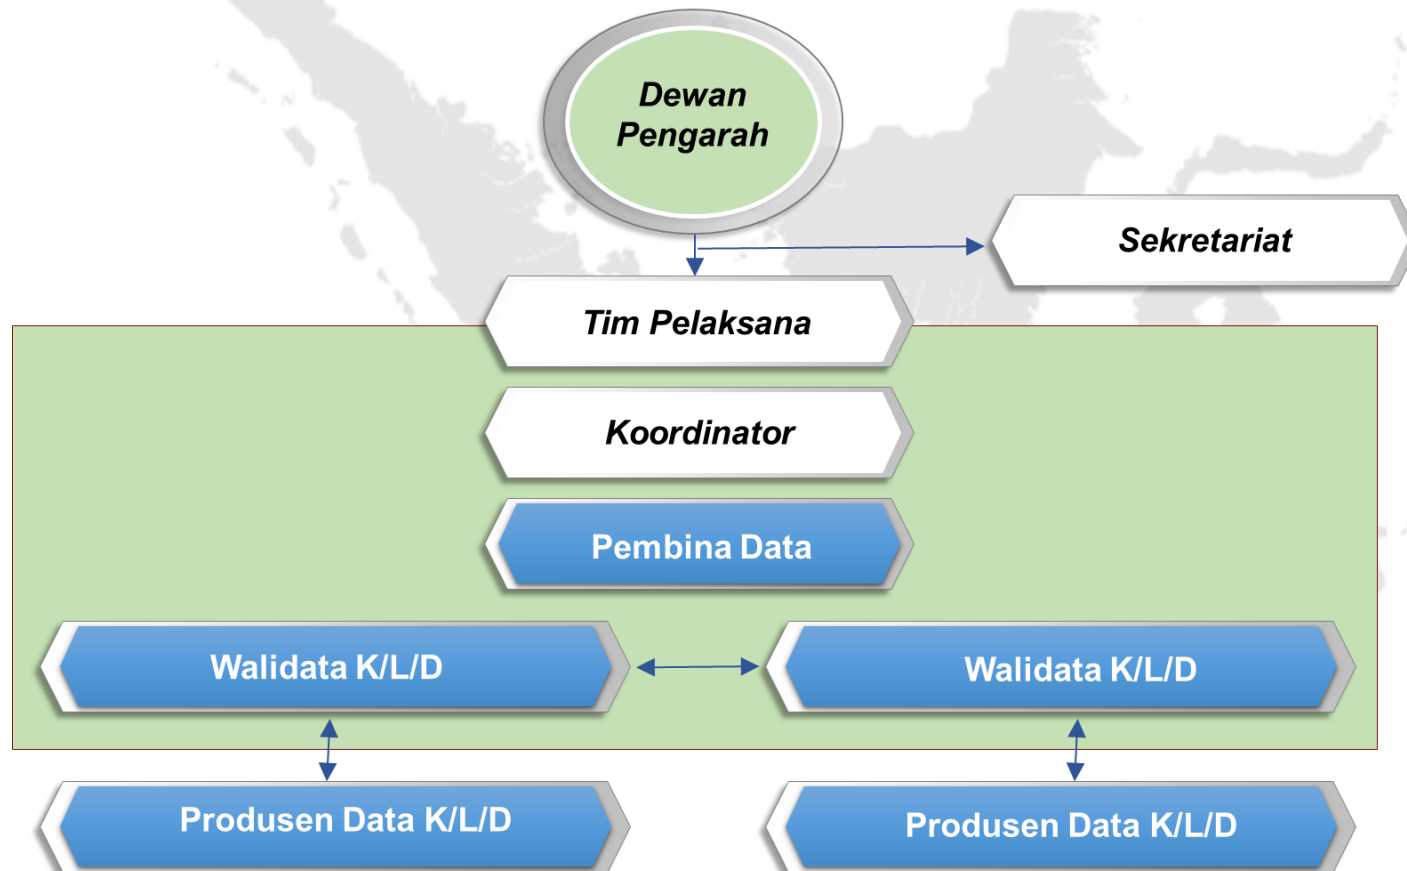 Dewan
Pengarah
Sekretariat
Tim Pelaksana
Koordinator
Pembina Data
Walidata K/L/D
Walidata K/L/D
Produsen Data K/L/D
Produsen Data K/L/D